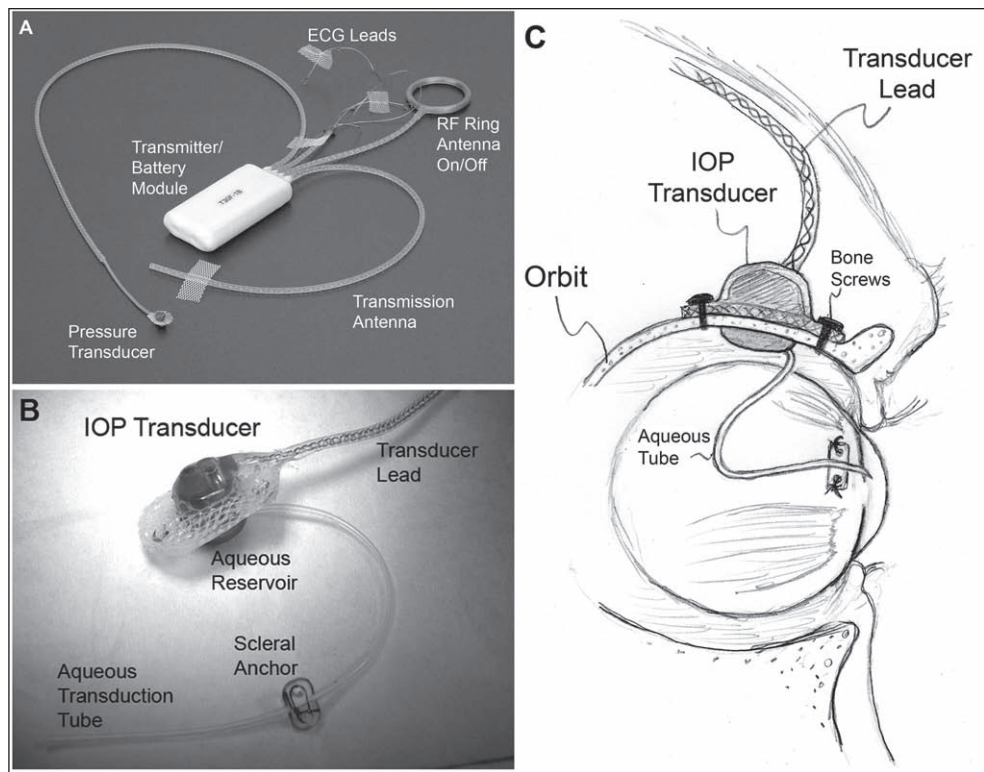 A
ECG Leads
RF Ring
Antenna
On/Off
Transmitter/
Battery
Module
Transmission
Antenna
Pressure
Transducer
B
IOP Transducer
Transducer
Lead
Aqueous
Reservoir
Scleral
Anchor
Aqueous
Transduction
Tube
C
Transducer
Lead
IOP
Transducer
Bone
Screws
Orbit
Aqueous
Tube